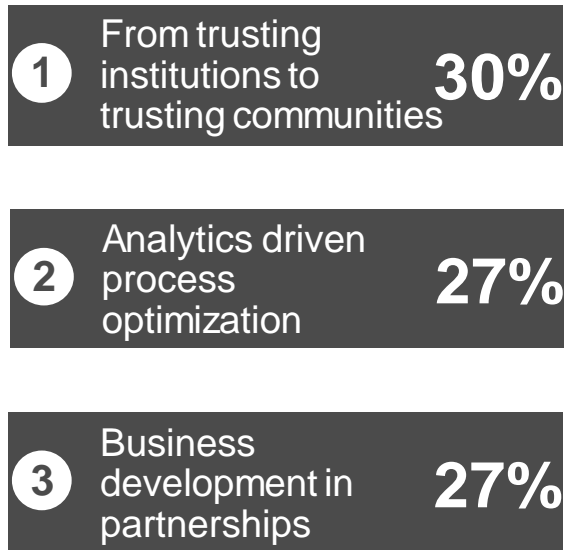 1
From trusting
institutions to
trusting communities
30%
2
Analytics driven
process
optimization
27%
3
Business
development in
partnerships
27%